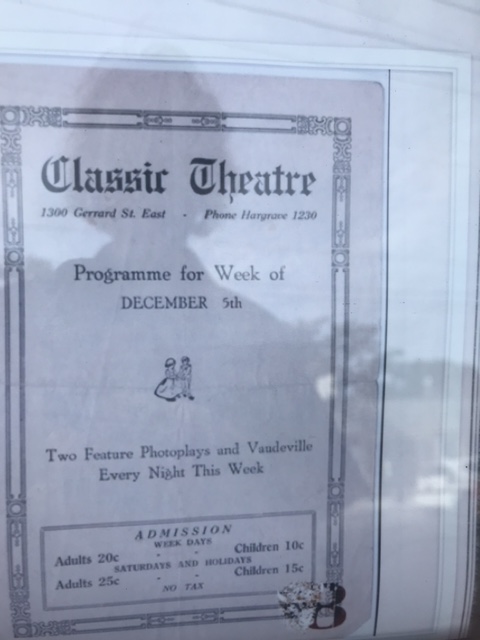 Classic Theatre
1300 Gerrard St. East - Phone Hargrave 1230
Programme for Week of
DECEMBER 5th
Two Feature Photoplays and Vaudeville
Every Night This Week
ADMISSION
WEEK DAYS
Adults 20c - - Children 10c
SATURDAYS AND HOLIDAYS
Adults 25c - - Children 15c
NO TAX